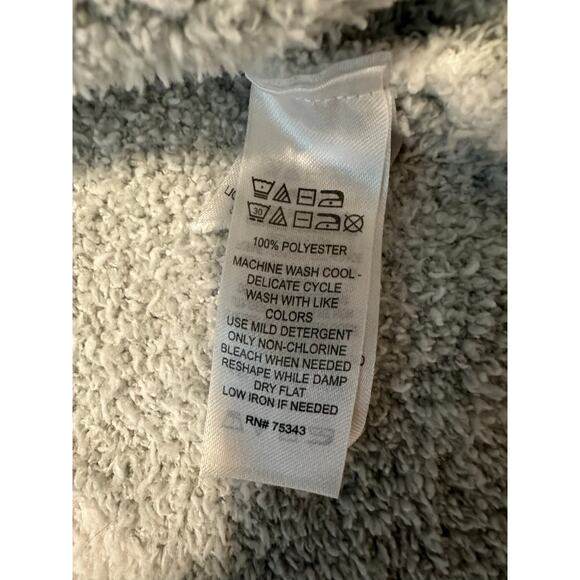 30
100% POLYESTER
MACHINE WASH COOL -
DELICATE CYCLE
WASH WITH LIKE
COLORS
USE MILD DETERGENT
ONLY NON-CHLORINE
BLEACH WHEN NEEDED
RESHAPE WHILE DAMP
DRY FLAT
LOW IRON IF NEEDED
RN# 75343